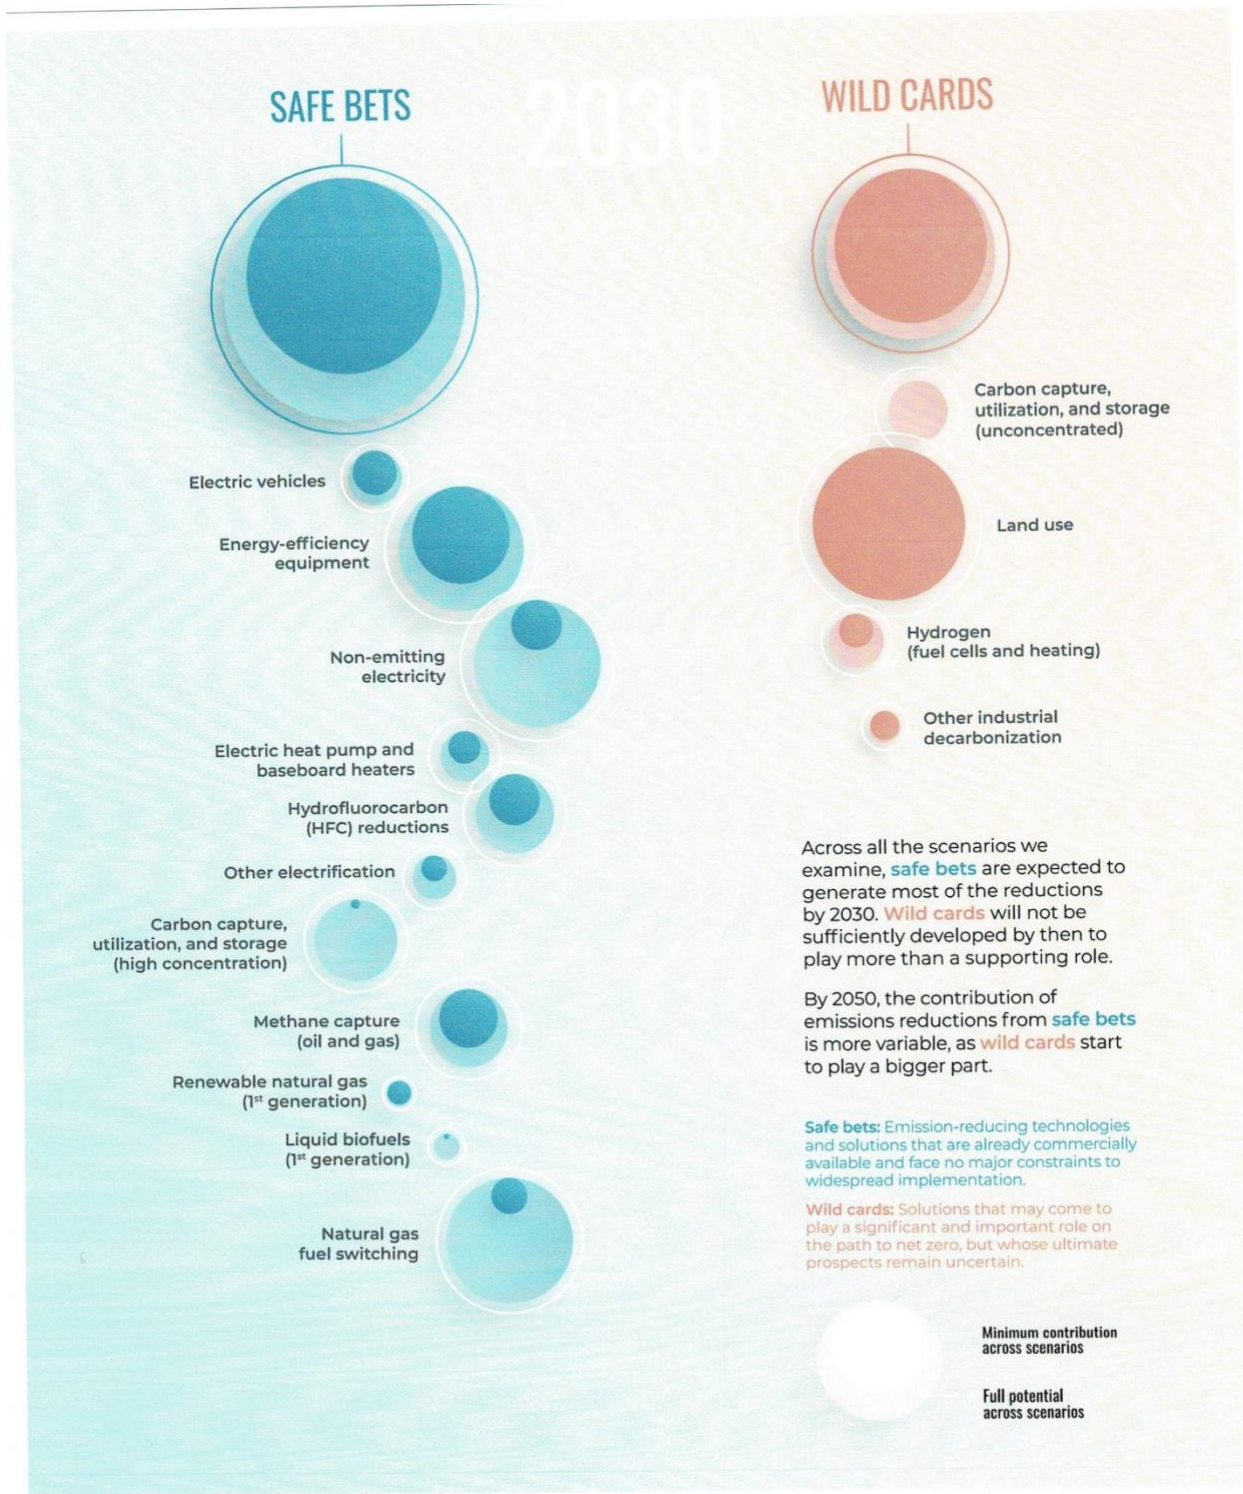 SAFE BETS
2030
WILD CARDS
Electric vehicles
Energy-efficiency
equipment
Non-emitting
electricity
Electric heat pump and
baseboard heaters
Hydrofluorocarbon
(HFC) reductions
Other electrification
Carbon capture,
utilization, and storage
(high concentration)
Methane capture
(oil and gas)
Renewable natural gas
(1st generation)
Liquid biofuels
(1st generation)
Natural gas
fuel switching
Carbon capture,
utilization, and storage
(unconcentrated)
Land use
Hydrogen
(fuel cells and heating)
Other industrial
decarbonization
Across all the scenarios we
examine, safe bets are expected to
generate most of the reductions
by 2030. Wild cards will not be
sufficiently developed by then to
play more than a supporting role.
By 2050, the contribution of
emissions reductions from safe bets
is more variable, as wild cards start
to play a bigger part.
Safe bets: Emission-reducing technologies
and solutions that are already commercially
available and face no major constraints to
widespread implementation.
Wild cards: Solutions that may come to
play a significant and important role on
the path to net zero, but whose ultimate
prospects remain uncertain.
Minimum contribution
across scenarios
Full potential
across scenarios